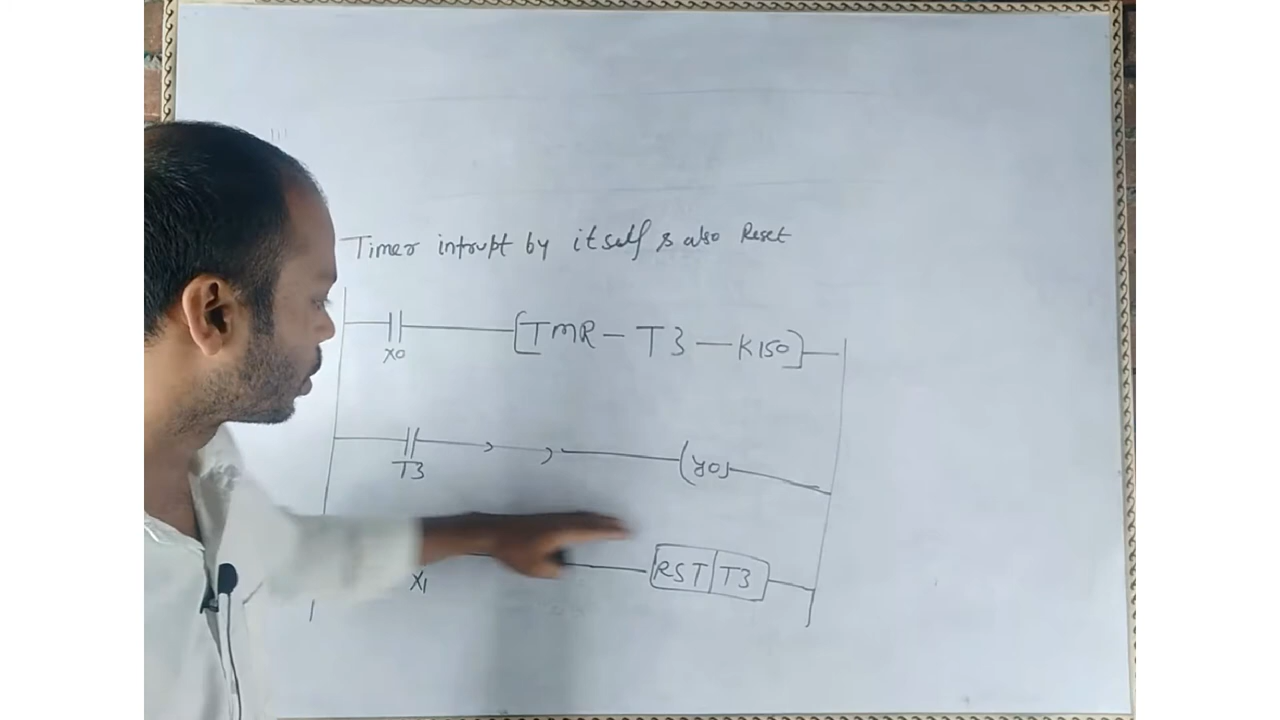 Timer intrupt by itself & also Reset
X0 [TMR - T3 - K150]
T3 (Y0)
X1 RST T3